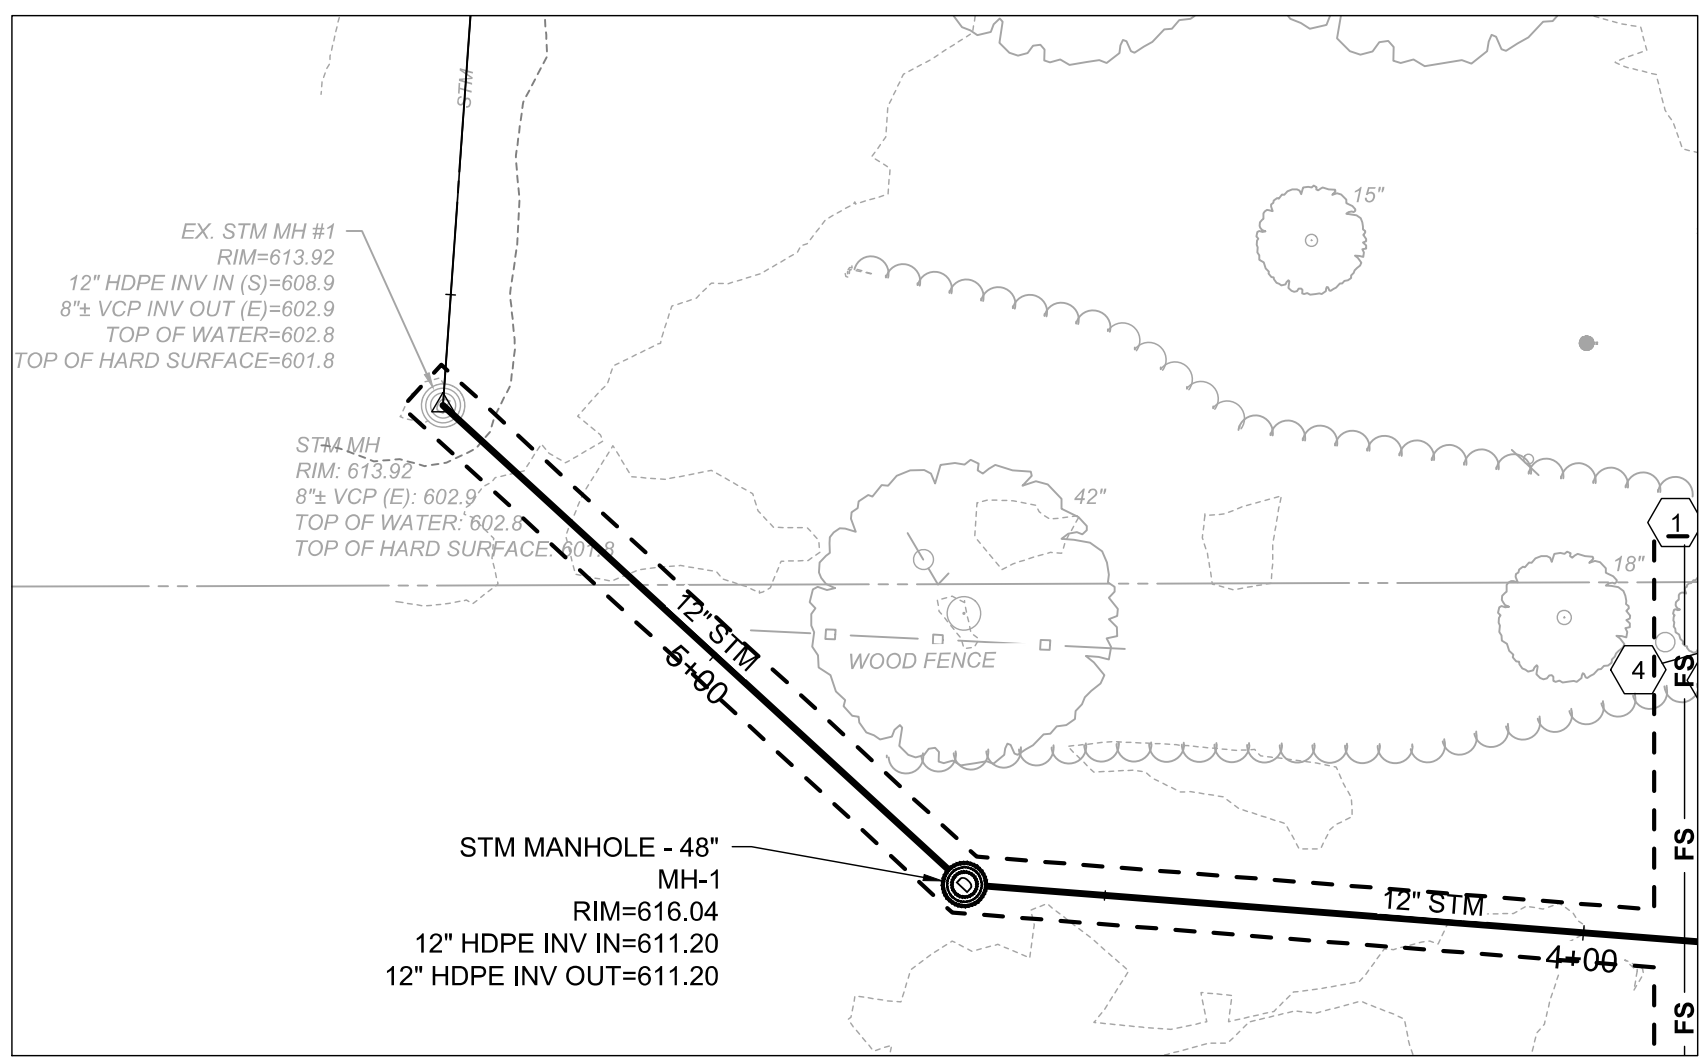 STM
15"
EX. STM MH #1
RIM=613.92
12" HDPE INV IN (S)=608.9
8"± VCP INV OUT (E)=602.9
TOP OF WATER=602.8
TOP OF HARD SURFACE=601.8
STM MH
RIM: 613.92
8"± VCP (E): 602.9
TOP OF WATER: 602.8
TOP OF HARD SURFACE: 601.8
42"
1
18"
12" STM
5+00
WOOD FENCE
4
FS
STM MANHOLE - 48"
MH-1
RIM=616.04
12" HDPE INV IN=611.20
12" HDPE INV OUT=611.20
D
FS
12" STM
4+00
FS